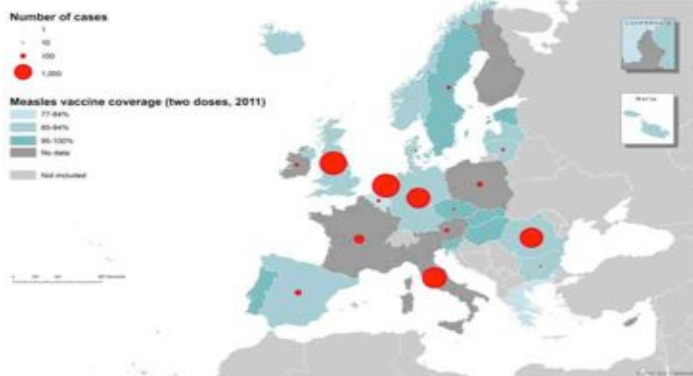 Number of cases
1
10
100
1,000
Measles vaccine coverage (two doses, 2011)
77-84%
85-94%
95-100%
No data
Not included
Luxembourg
Malta